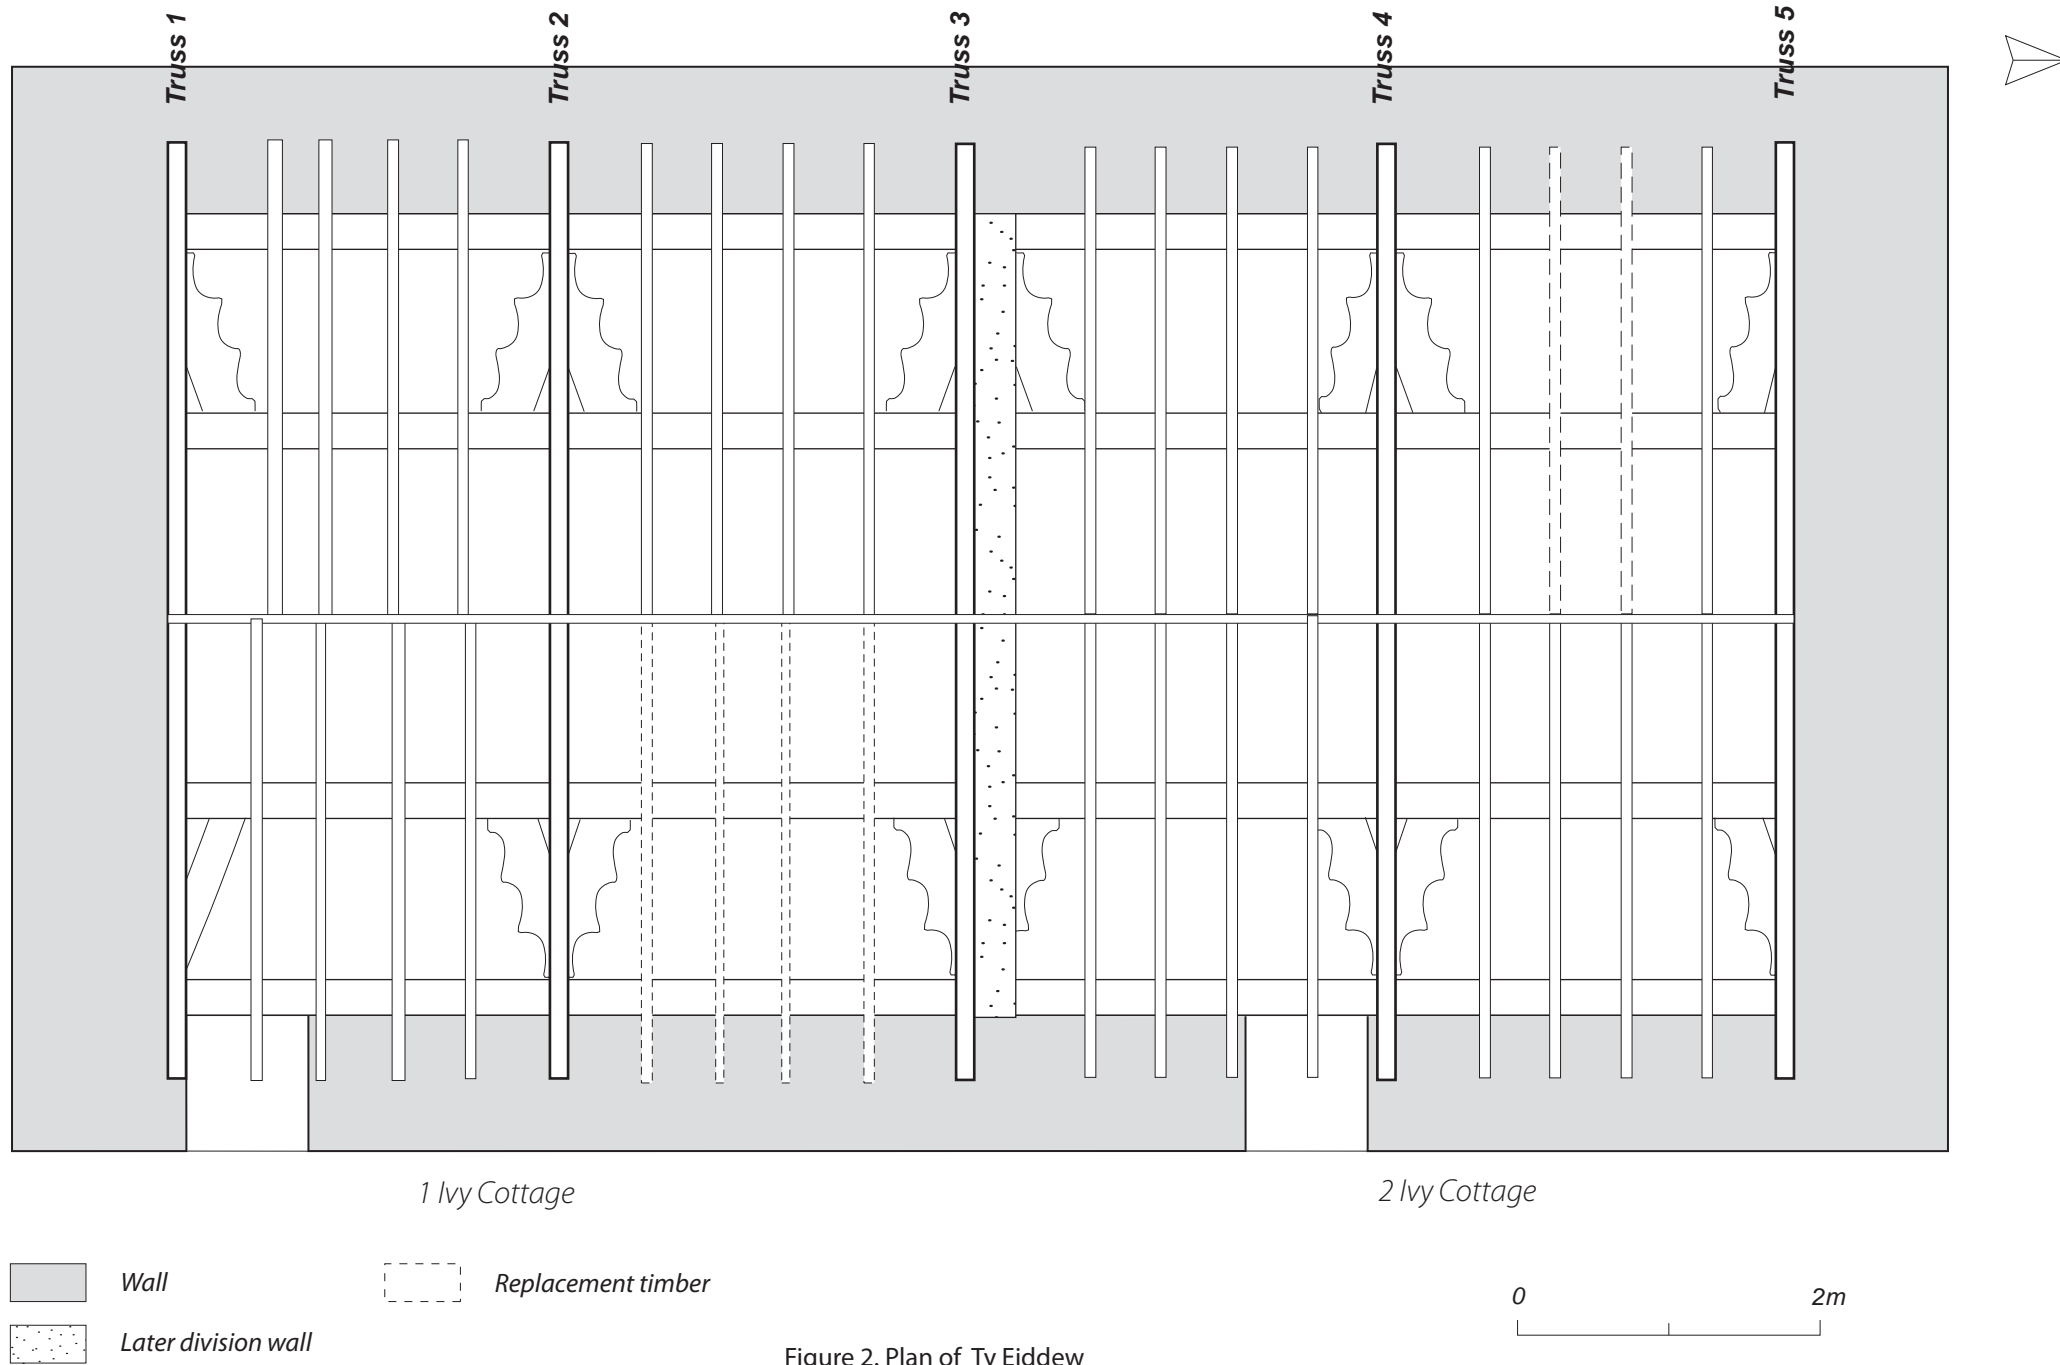 Truss 1
Truss 2
Truss 3
Truss 4
Truss 5
1 Ivy Cottage
2 Ivy Cottage
Wall
Replacement timber
Later division wall
0 2m
Figure 2. Plan of Ty Eiddew